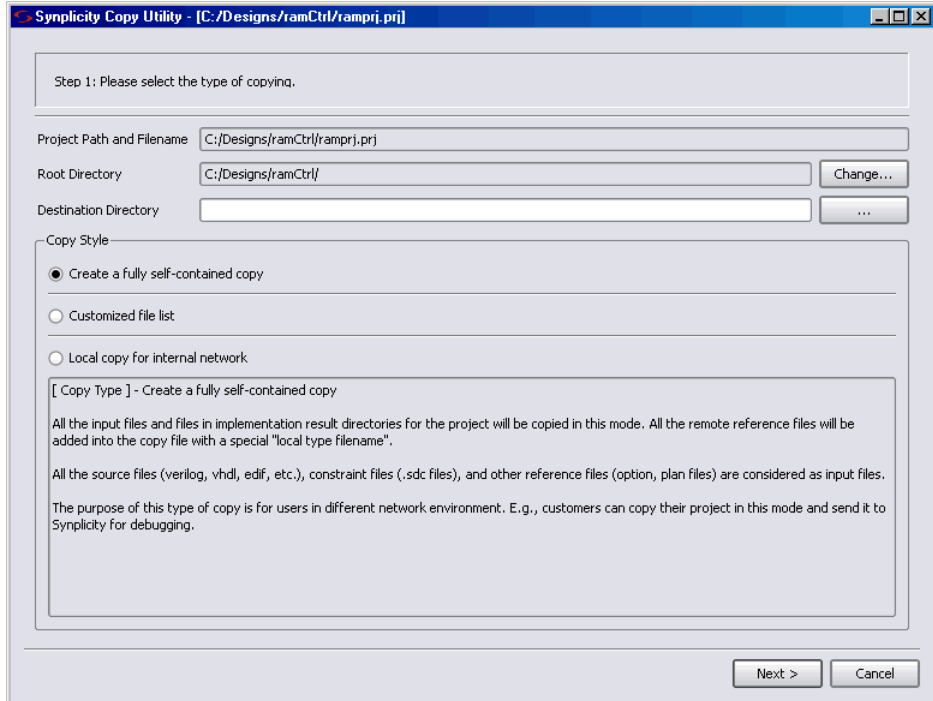 Synplicity Copy Utility - [C:/Designs/ramCtrl/ramprj.prj]
Step 1: Please select the type of copying.
Project Path and Filename C:/Designs/ramCtrl/ramprj.prj
Root Directory C:/Designs/ramCtrl/ Change...
Destination Directory ...
Copy Style
Create a fully self-contained copy
Customized file list
Local copy for internal network
[ Copy Type ] - Create a fully self-contained copy
All the input files and files in implementation result directories for the project will be copied in this mode. All the remote reference files will be
added into the copy file with a special "local type filename".
All the source files (verilog, vhdl, edif, etc.), constraint files (.sdc files), and other reference files (option, plan files) are considered as input files.
The purpose of this type of copy is for users in different network environment. E.g., customers can copy their project in this mode and send it to
Synplicity for debugging.
Next > Cancel